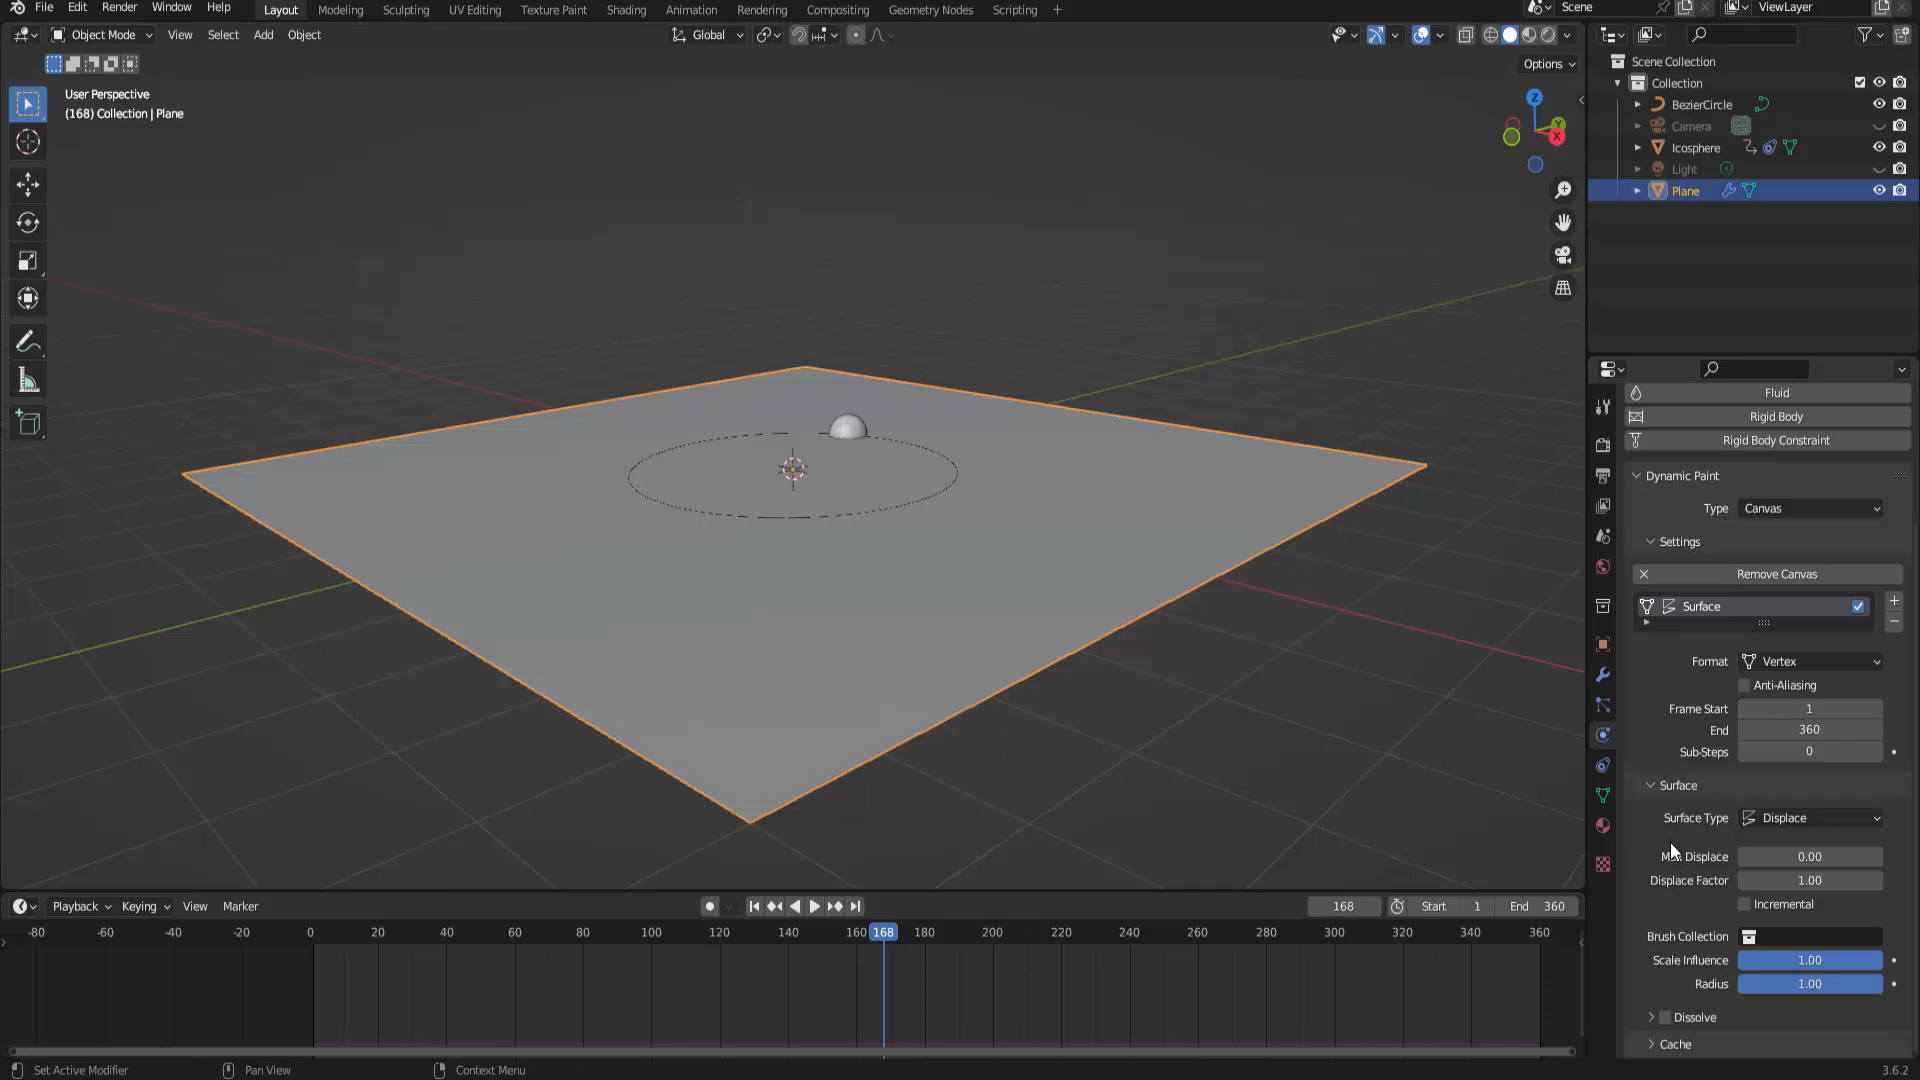 File Edit Render Window Help Layout Modeling Sculpting UV Editing Texture Paint Shading Animation Rendering Compositing Geometry Nodes Scripting + Scene ViewLayer
Object Mode View Select Add Object Global
Options
User Perspective
(168) Collection | Plane
Z
Y
X
Scene Collection
Collection
BezierCircle
Camera
Icosphere
Light
Plane
Fluid
Rigid Body
Rigid Body Constraint
Dynamic Paint
Type Canvas
Settings
Remove Canvas
Surface
Format Vertex
Anti-Aliasing
Frame Start 1
End 360
Sub-Steps 0
Surface
Surface Type Displace
Displace 0.00
Displace Factor 1.00
Incremental
Brush Collection
Scale Influence 1.00
Radius 1.00
Dissolve
Cache
Playback Keying View Marker 168 Start 1 End 360
-80 -60 -40 -20 0 20 40 60 80 100 120 140 160 168 180 200 220 240 260 280 300 320 340 360
Set Active Modifier Pan View Context Menu 3.6.2